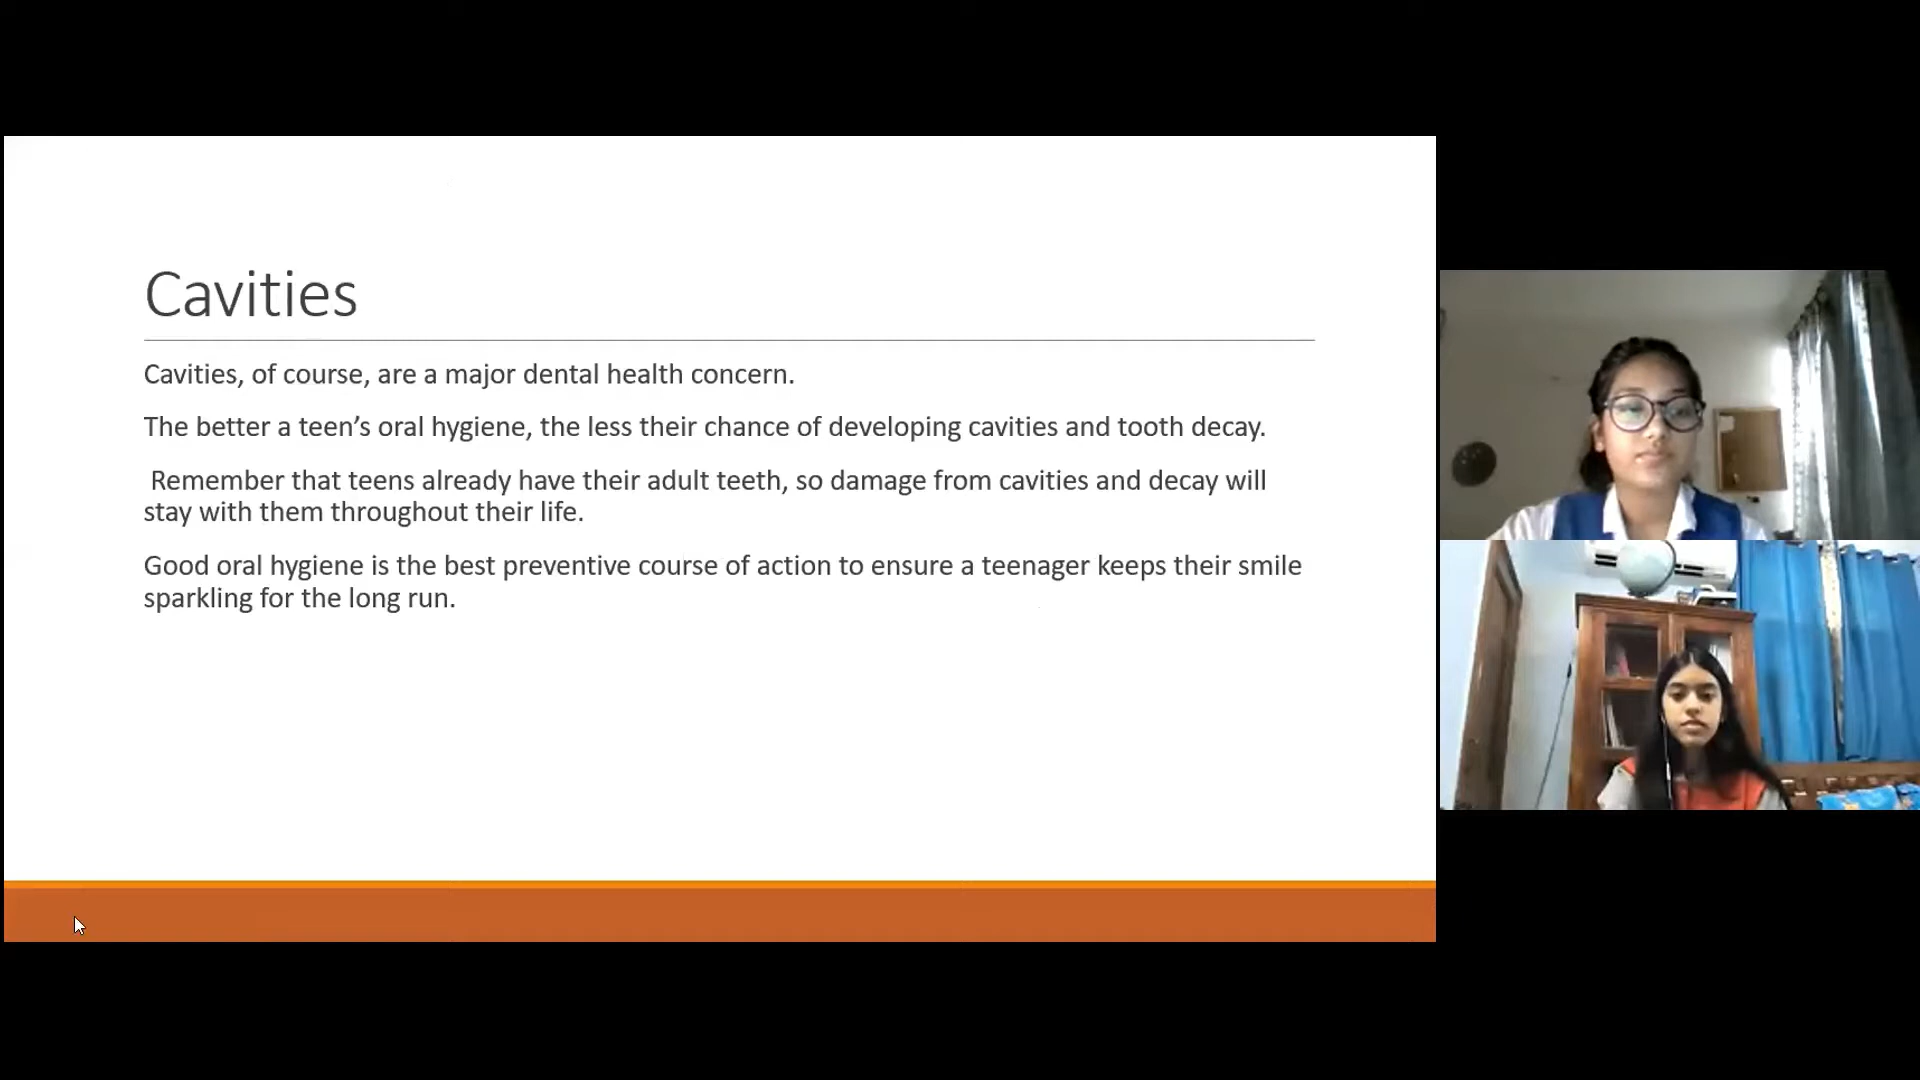 Cavities
Cavities, of course, are a major dental health concern.
The better a teen’s oral hygiene, the less their chance of developing cavities and tooth decay.
Remember that teens already have their adult teeth, so damage from cavities and decay will
stay with them throughout their life.
Good oral hygiene is the best preventive course of action to ensure a teenager keeps their smile
sparkling for the long run.